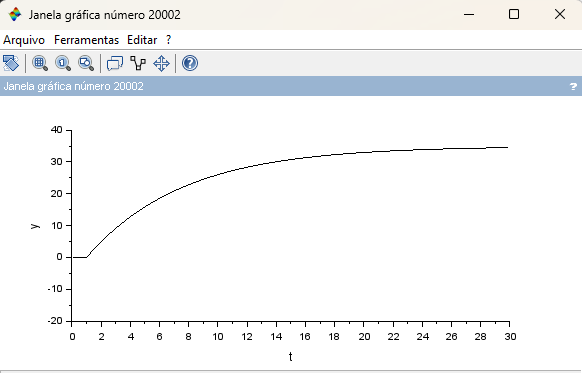 Janela gráfica número 20002
Arquivo Ferramentas Editar ?
Janela gráfica número 20002 ?
40
30
20
10
0
-10
-20
y
0 2 4 6 8 10 12 14 16 18 20 22 24 26 28 30
t